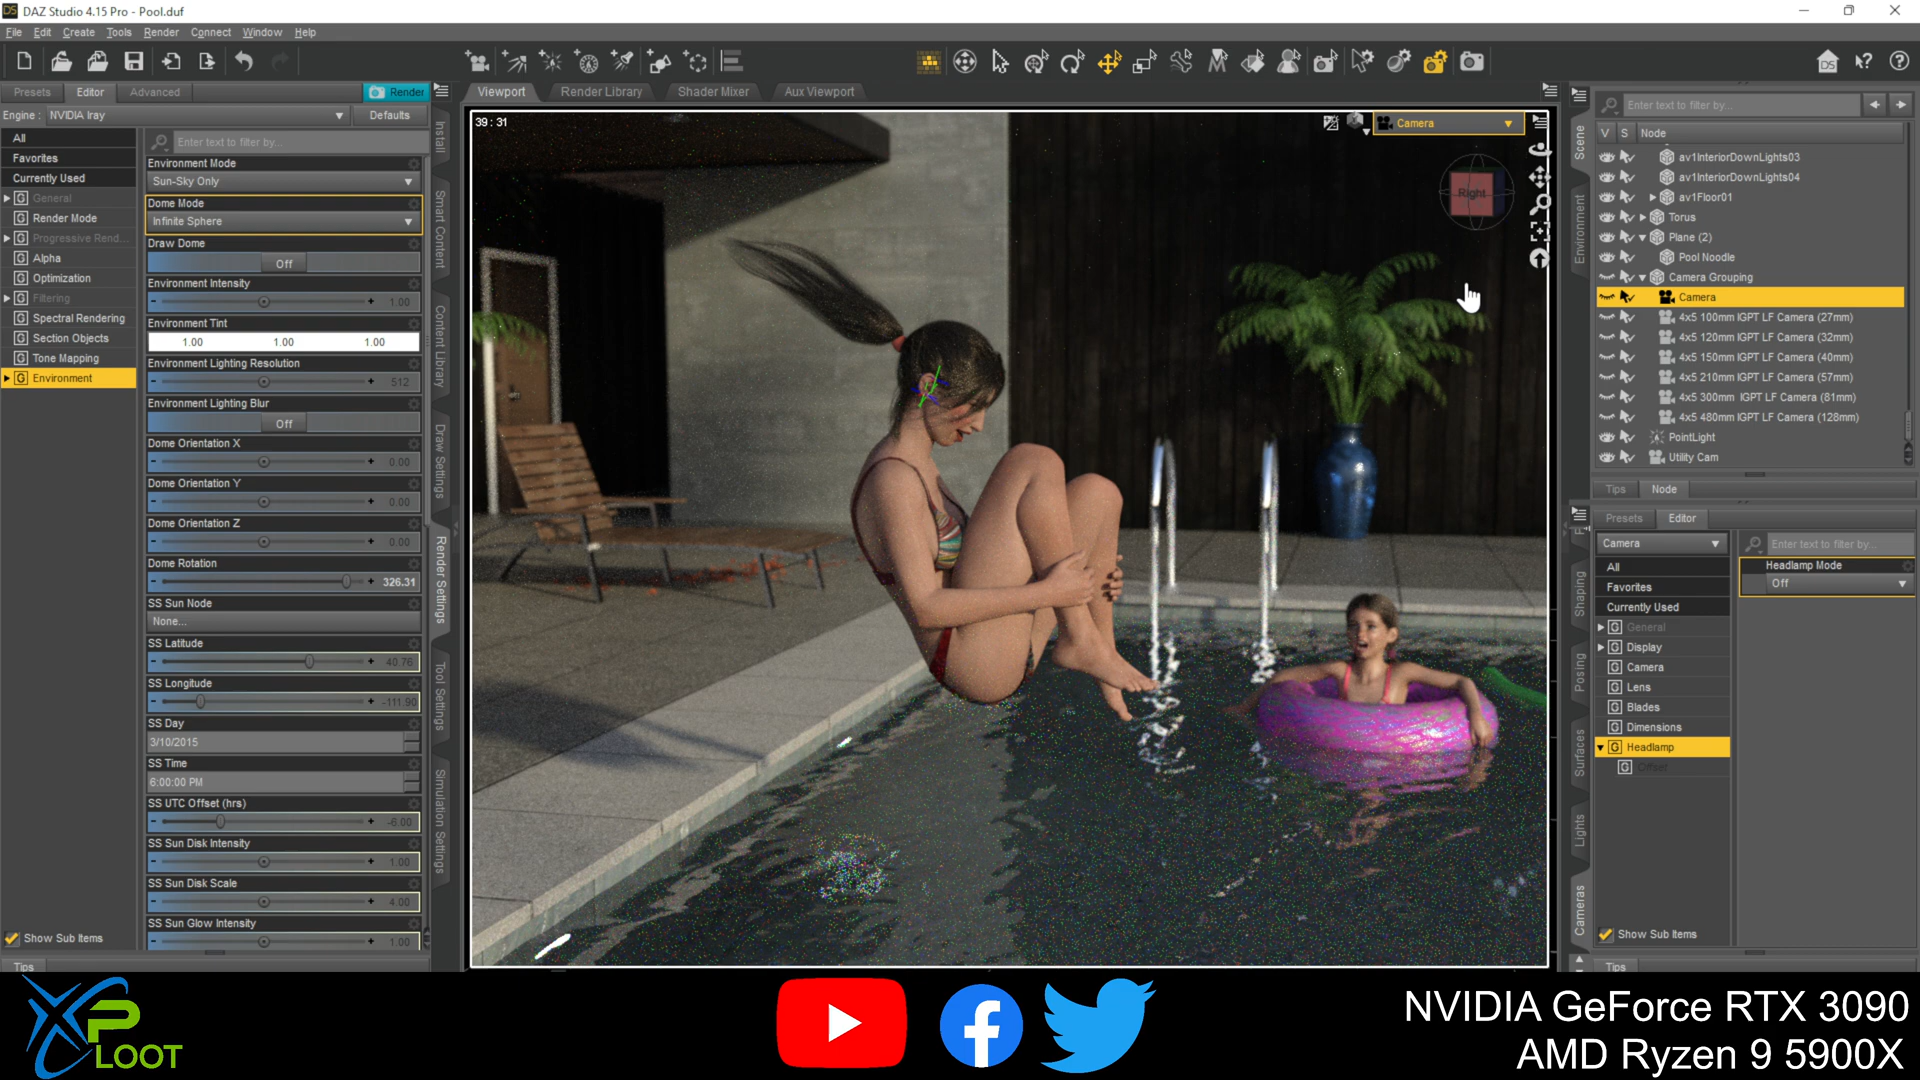 DAZ Studio 4.15 Pro - Pool.duf
File Edit Create Tools Render Connect Window Help
Presets Editor Advanced Render
Engine : NVIDIA Iray Defaults
All
Favorites
Currently Used
General
Render Mode
Progressive Rend...
Alpha
Optimization
Filtering
Spectral Rendering
Section Objects
Tone Mapping
Environment
Show Sub Items
Tips
Enter text to filter by...
Environment Mode
Sun-Sky Only
Dome Mode
Infinite Sphere
Draw Dome
Off
Environment Intensity
1.00
Environment Tint
1.00 1.00 1.00
Environment Lighting Resolution
512
Environment Lighting Blur
Off
Dome Orientation X
0.00
Dome Orientation Y
0.00
Dome Orientation Z
0.00
Dome Rotation
326.31
SS Sun Node
None...
SS Latitude
40.76
SS Longitude
-111.90
SS Day
3/10/2015
SS Time
6:00:00 PM
SS UTC Offset (hrs)
-6.00
SS Sun Disk Intensity
1.00
SS Sun Disk Scale
4.00
SS Sun Glow Intensity
1.00
Install
Smart Content
Content Library
Draw Settings
Render Settings
Tool Settings
Simulation Settings
Viewport Render Library Shader Mixer Aux Viewport
39 : 31
Camera
Right
Scene
Environment
Enter text to filter by...
V S Node
av1InteriorDownLights03
av1InteriorDownLights04
av1Floor01
Torus
Plane (2)
Pool Noodle
Camera Grouping
Camera
4x5 100mm IGPT LF Camera (27mm)
4x5 120mm IGPT LF Camera (32mm)
4x5 150mm IGPT LF Camera (40mm)
4x5 210mm IGPT LF Camera (57mm)
4x5 300mm IGPT LF Camera (81mm)
4x5 480mm IGPT LF Camera (128mm)
PointLight
Utility Cam
Tips Node
Presets Editor
Camera
Enter text to filter by...
All
Favorites
Currently Used
General
Display
Camera
Lens
Blades
Dimensions
Headlamp
Offset
Headlamp Mode
Off
Shaping
Posing
Surfaces
Lights
Cameras
Show Sub Items
Tips
XP
LOOT
NVIDIA GeForce RTX 3090
AMD Ryzen 9 5900X